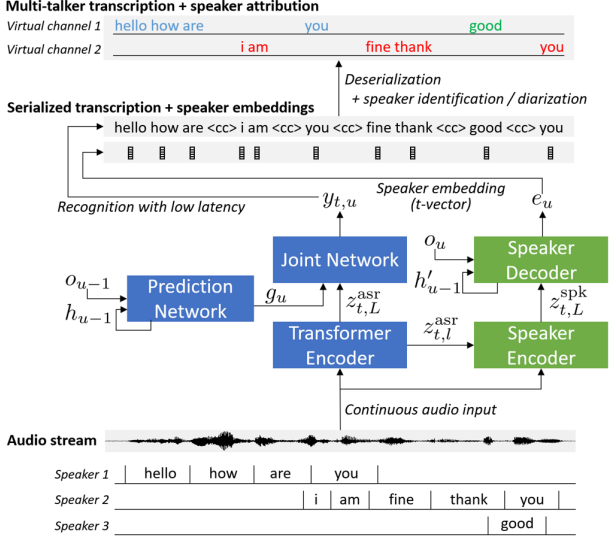 Multi-talker transcription + speaker attribution
Virtual channel 1 hello how are you good
Virtual channel 2 i am fine thank you
Deserialization
+ speaker identification / diarization
Serialized transcription + speaker embeddings
hello how are <cc> i am <cc> you <cc> fine thank <cc> good <cc> you
Recognition with low latency
y_{t,u}
Speaker embedding
(t-vector)
e_u
o_{u-1}
h_{u-1}
Prediction
Network
g_u
Joint Network
z^{asr}_{t,L}
Transformer
Encoder
z^{asr}_{t,l}
o_u
h'_{u-1}
Speaker
Decoder
z^{spk}_{t,L}
Speaker
Encoder
Continuous audio input
Audio stream
Speaker 1 hello how are you
Speaker 2 i am fine thank you
Speaker 3 good